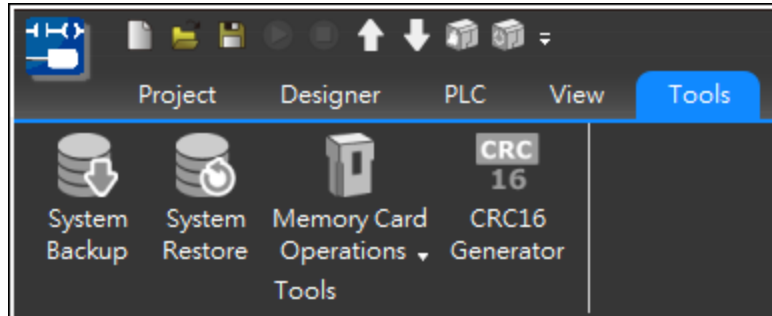 Project Designer PLC View Tools
CRC
16
System System Memory Card CRC16
Backup Restore Operations Generator
Tools